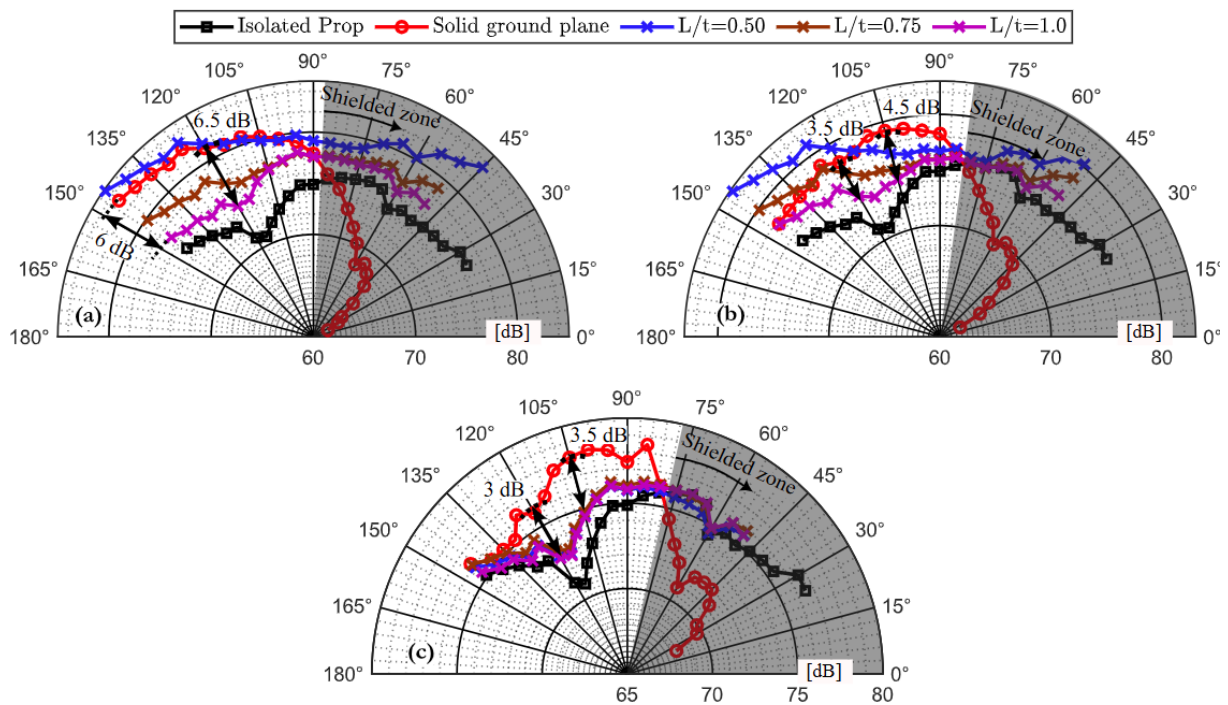 Isolated Prop Solid ground plane L/t=0.50 L/t=0.75 L/t=1.0
90°
105° 75°
120° 60°
135° 45°
150° 30°
165° 15°
180° 0°
Shielded zone
6.5 dB
6 dB
(a)
[dB]
60 70 80
90°
105° 75°
120° 60°
135° 45°
150° 30°
165° 15°
180° 0°
Shielded zone
4.5 dB
3.5 dB
(b)
[dB]
60 70 80
90°
105° 75°
120° 60°
135° 45°
150° 30°
165° 15°
180° 0°
Shielded zone
3.5 dB
3 dB
(c)
[dB]
65 70 75 80